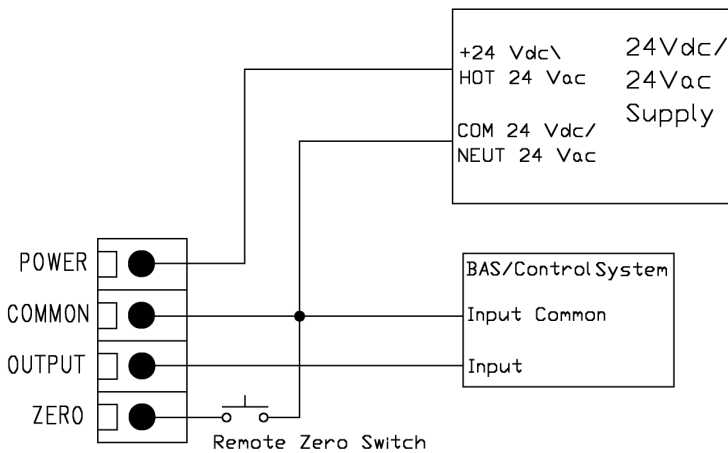 +24 Vdc\
HOT 24 Vac
24Vdc/
24Vac
Supply
COM 24 Vdc/
NEUT 24 Vac
POWER
COMMON
OUTPUT
ZERO
BAS/Control System
Input Common
Input
Remote Zero Switch